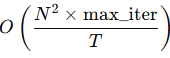 O ( N² × max_iter / T )